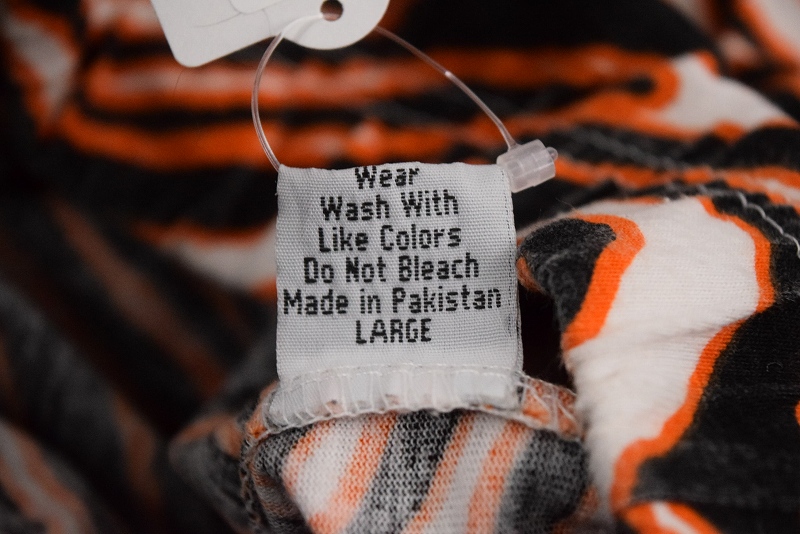 Wear
Wash With
Like Colors
Do Not Bleach
Made in Pakistan
LARGE